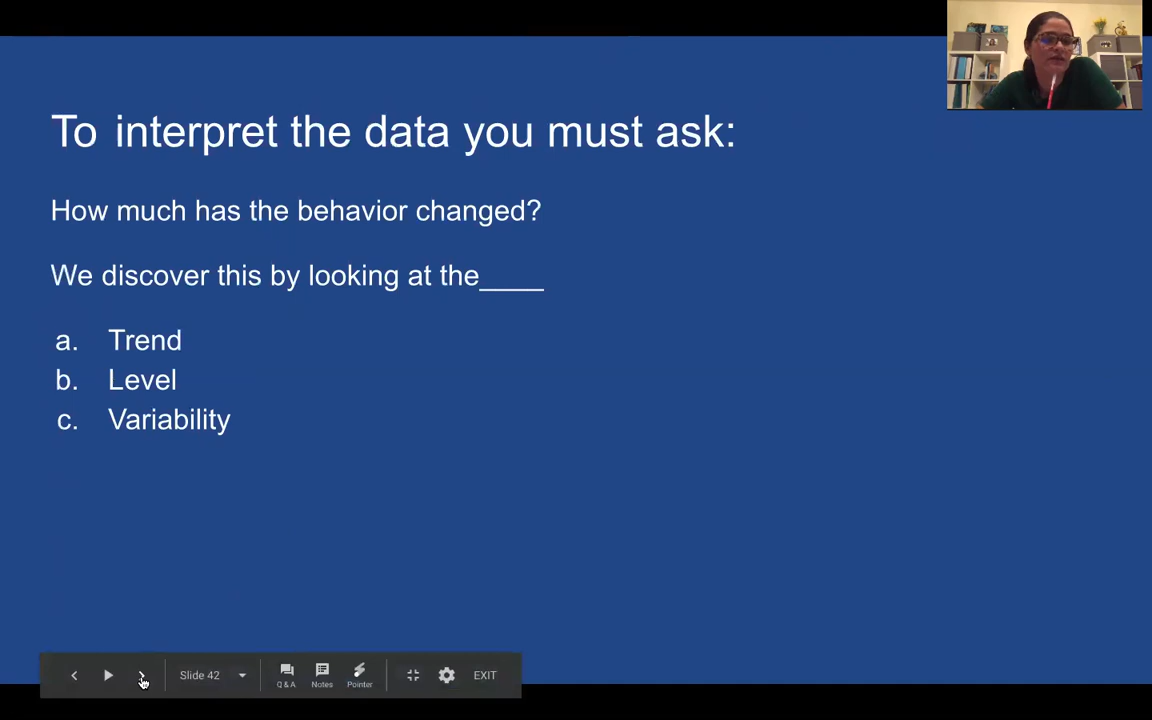 To interpret the data you must ask:
How much has the behavior changed?
We discover this by looking at the____
a. Trend
b. Level
c. Variability
Slide 42
Q & A
Notes
Pointer
EXIT